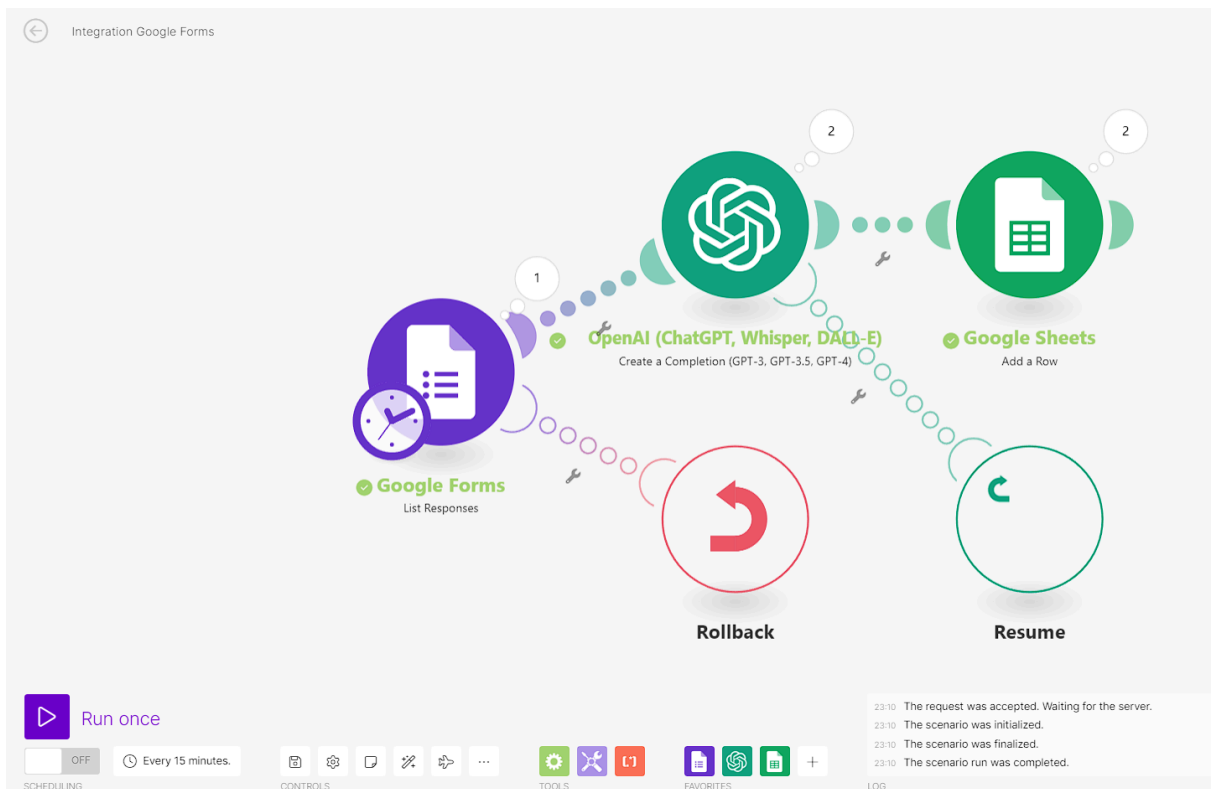 Integration Google Forms
2
2
1
OpenAI (ChatGPT, Whisper, DALL-E)
Create a Completion (GPT-3, GPT-3.5, GPT-4)
Google Sheets
Add a Row
Google Forms
List Responses
Rollback
Resume
Run once
OFF
Every 15 minutes.
SCHEDULING
CONTROLS
TOOLS
FAVORITES
23:10 The request was accepted. Waiting for the server.
23:10 The scenario was initialized.
23:10 The scenario was finalized.
23:10 The scenario run was completed.
LOG